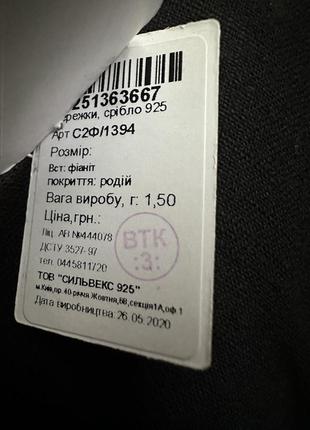 251363667
ережки, срібло 925
Арт С2Ф/1394
Розмір:
Вст: фіаніт
покриття: родій
Вага виробу, г: 1,50
Ціна,грн.:
Ліц. АВ №444078
ДСТУ 3527-97
тел. 0445811720
ВТК
:3:
ТОВ "СИЛЬВЕКС 925"
м.Київ,пр. 40-річчя Жовтня,6В,секція1А,оф.1
Дата виробництва: 26.05.2020